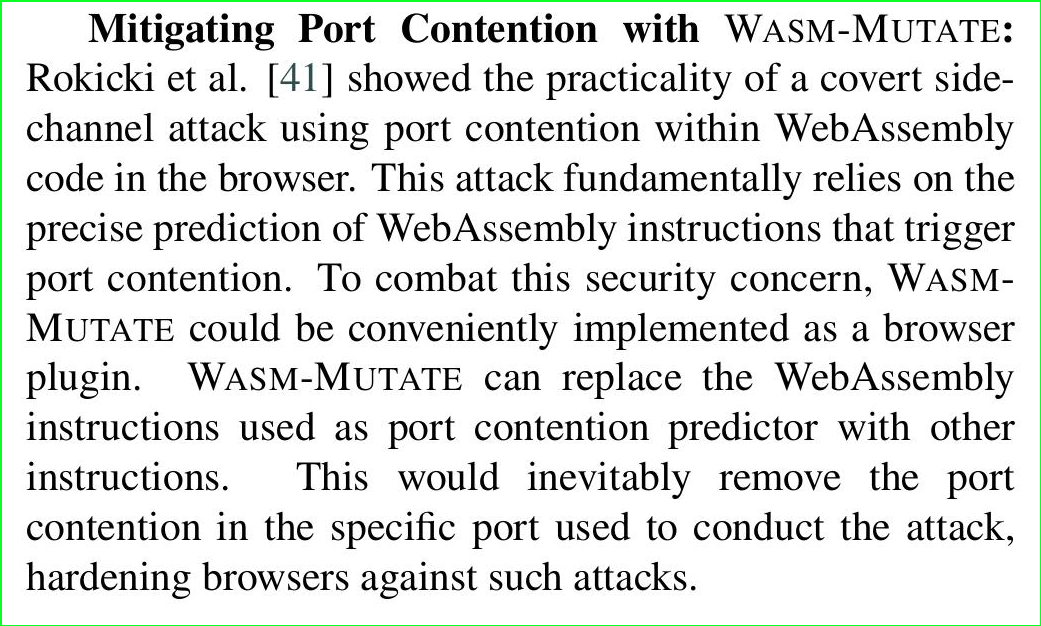 Mitigating Port Contention with WASM-MUTATE:
Rokicki et al. [41] showed the practicality of a covert side-
channel attack using port contention within WebAssembly
code in the browser. This attack fundamentally relies on the
precise prediction of WebAssembly instructions that trigger
port contention. To combat this security concern, WASM-
MUTATE could be conveniently implemented as a browser
plugin. WASM-MUTATE can replace the WebAssembly
instructions used as port contention predictor with other
instructions. This would inevitably remove the port
contention in the specific port used to conduct the attack,
hardening browsers against such attacks.